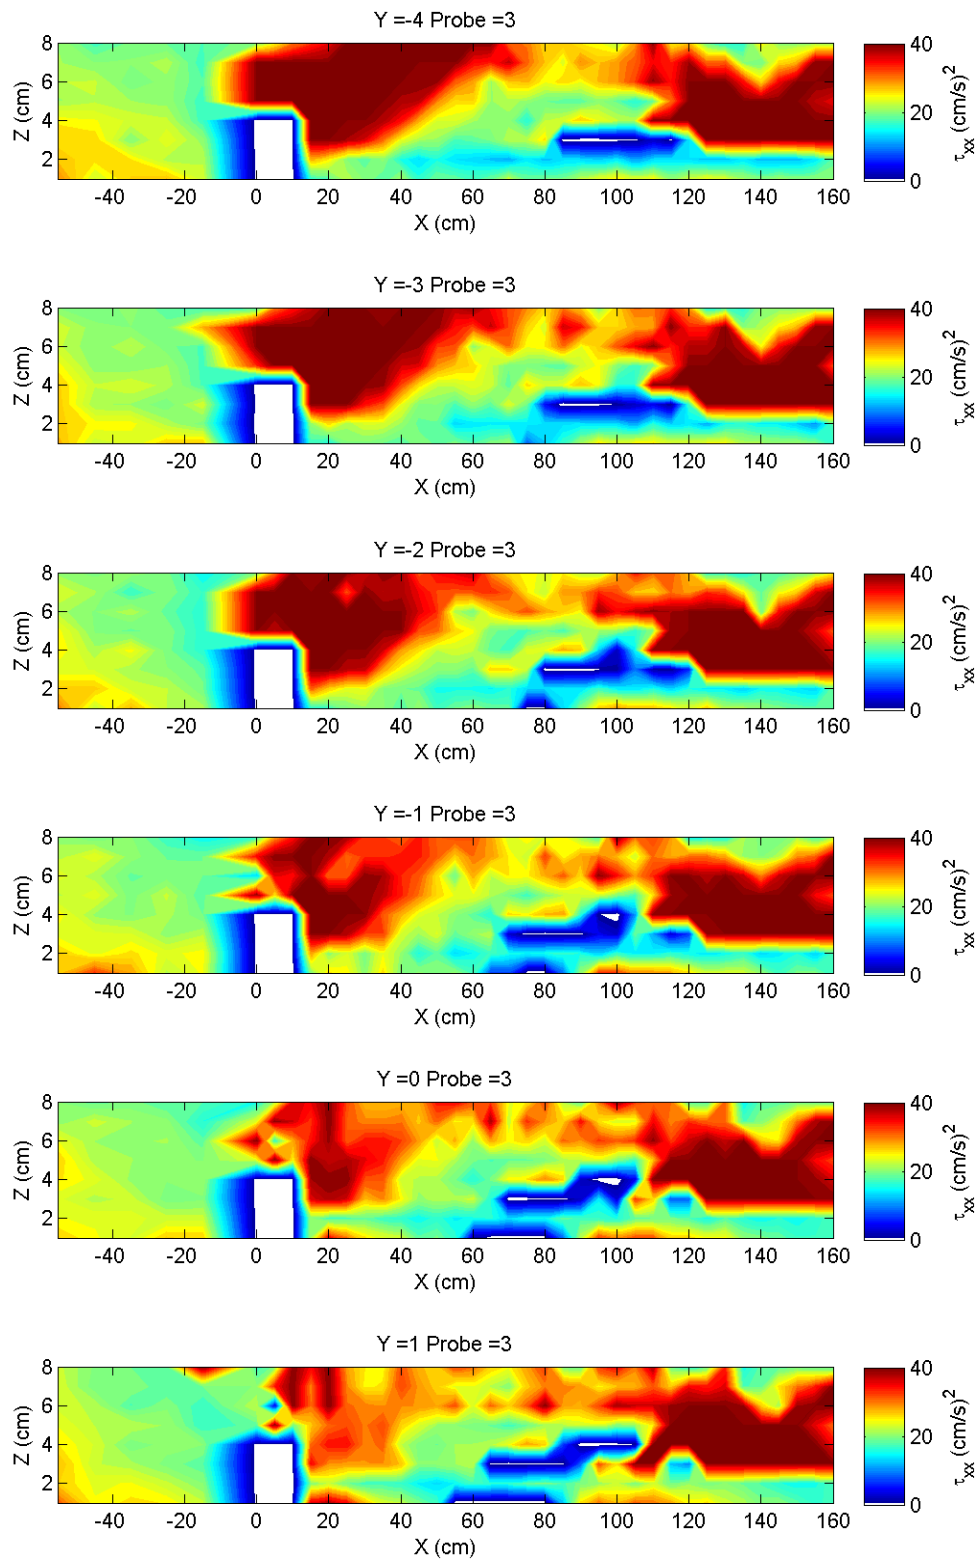 Y =-4 Probe =3
8
6
4
2
Z (cm)
-40 -20 0 20 40 60 80 100 120 140 160
X (cm)
40
20
0
τxx (cm/s)2
Y =-3 Probe =3
8
6
4
2
Z (cm)
-40 -20 0 20 40 60 80 100 120 140 160
X (cm)
40
20
0
τxx (cm/s)2
Y =-2 Probe =3
8
6
4
2
Z (cm)
-40 -20 0 20 40 60 80 100 120 140 160
X (cm)
40
20
0
τxx (cm/s)2
Y =-1 Probe =3
8
6
4
2
Z (cm)
-40 -20 0 20 40 60 80 100 120 140 160
X (cm)
40
20
0
τxx (cm/s)2
Y =0 Probe =3
8
6
4
2
Z (cm)
-40 -20 0 20 40 60 80 100 120 140 160
X (cm)
40
20
0
τxx (cm/s)2
Y =1 Probe =3
8
6
4
2
Z (cm)
-40 -20 0 20 40 60 80 100 120 140 160
X (cm)
40
20
0
τxx (cm/s)2